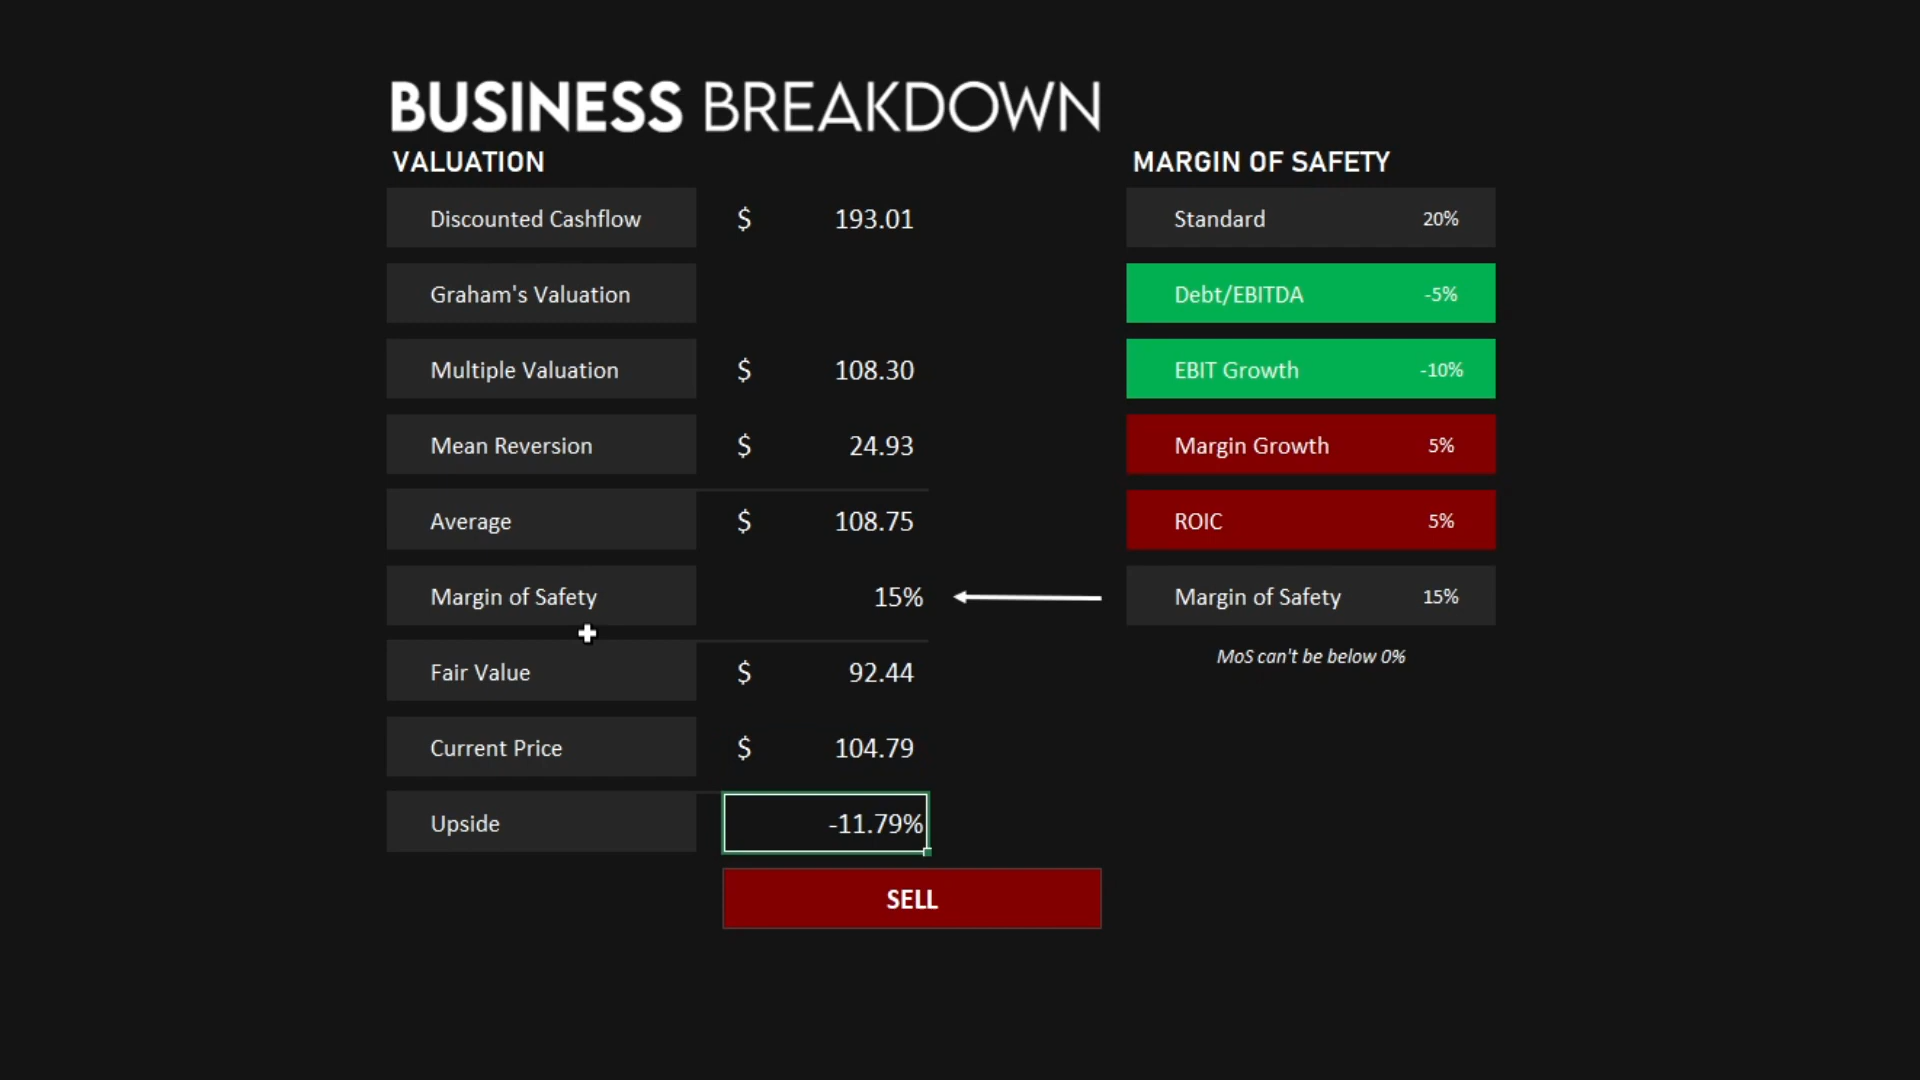 BUSINESS BREAKDOWN
VALUATION
Discounted Cashflow $ 193.01
Graham's Valuation
Multiple Valuation $ 108.30
Mean Reversion $ 24.93
Average $ 108.75
Margin of Safety 15%
Fair Value $ 92.44
Current Price $ 104.79
Upside -11.79%
SELL
MARGIN OF SAFETY
Standard 20%
Debt/EBITDA -5%
EBIT Growth -10%
Margin Growth 5%
ROIC 5%
Margin of Safety 15%
MoS can't be below 0%